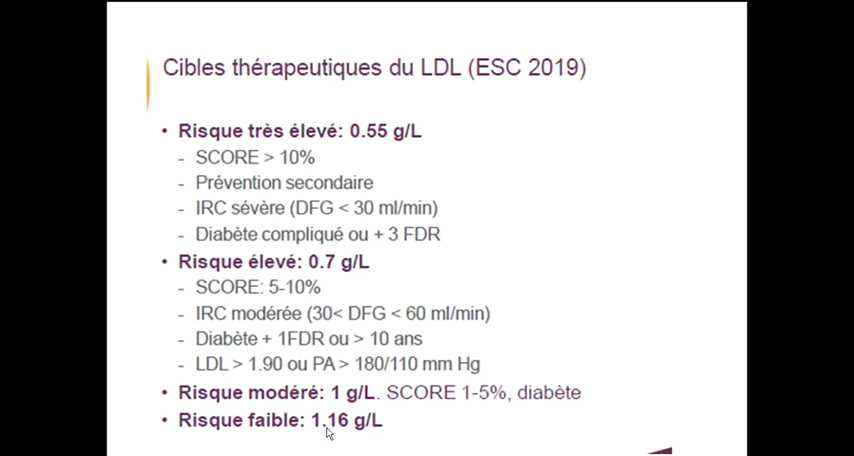 Cibles thérapeutiques du LDL (ESC 2019)
• Risque très élevé: 0.55 g/L
- SCORE > 10%
- Prévention secondaire
- IRC sévère (DFG < 30 ml/min)
- Diabète compliqué ou + 3 FDR
• Risque élevé: 0.7 g/L
- SCORE: 5-10%
- IRC modérée (30< DFG < 60 ml/min)
- Diabète + 1FDR ou > 10 ans
- LDL > 1.90 ou PA > 180/110 mm Hg
• Risque modéré: 1 g/L. SCORE 1-5%, diabète
• Risque faible: 1.16 g/L